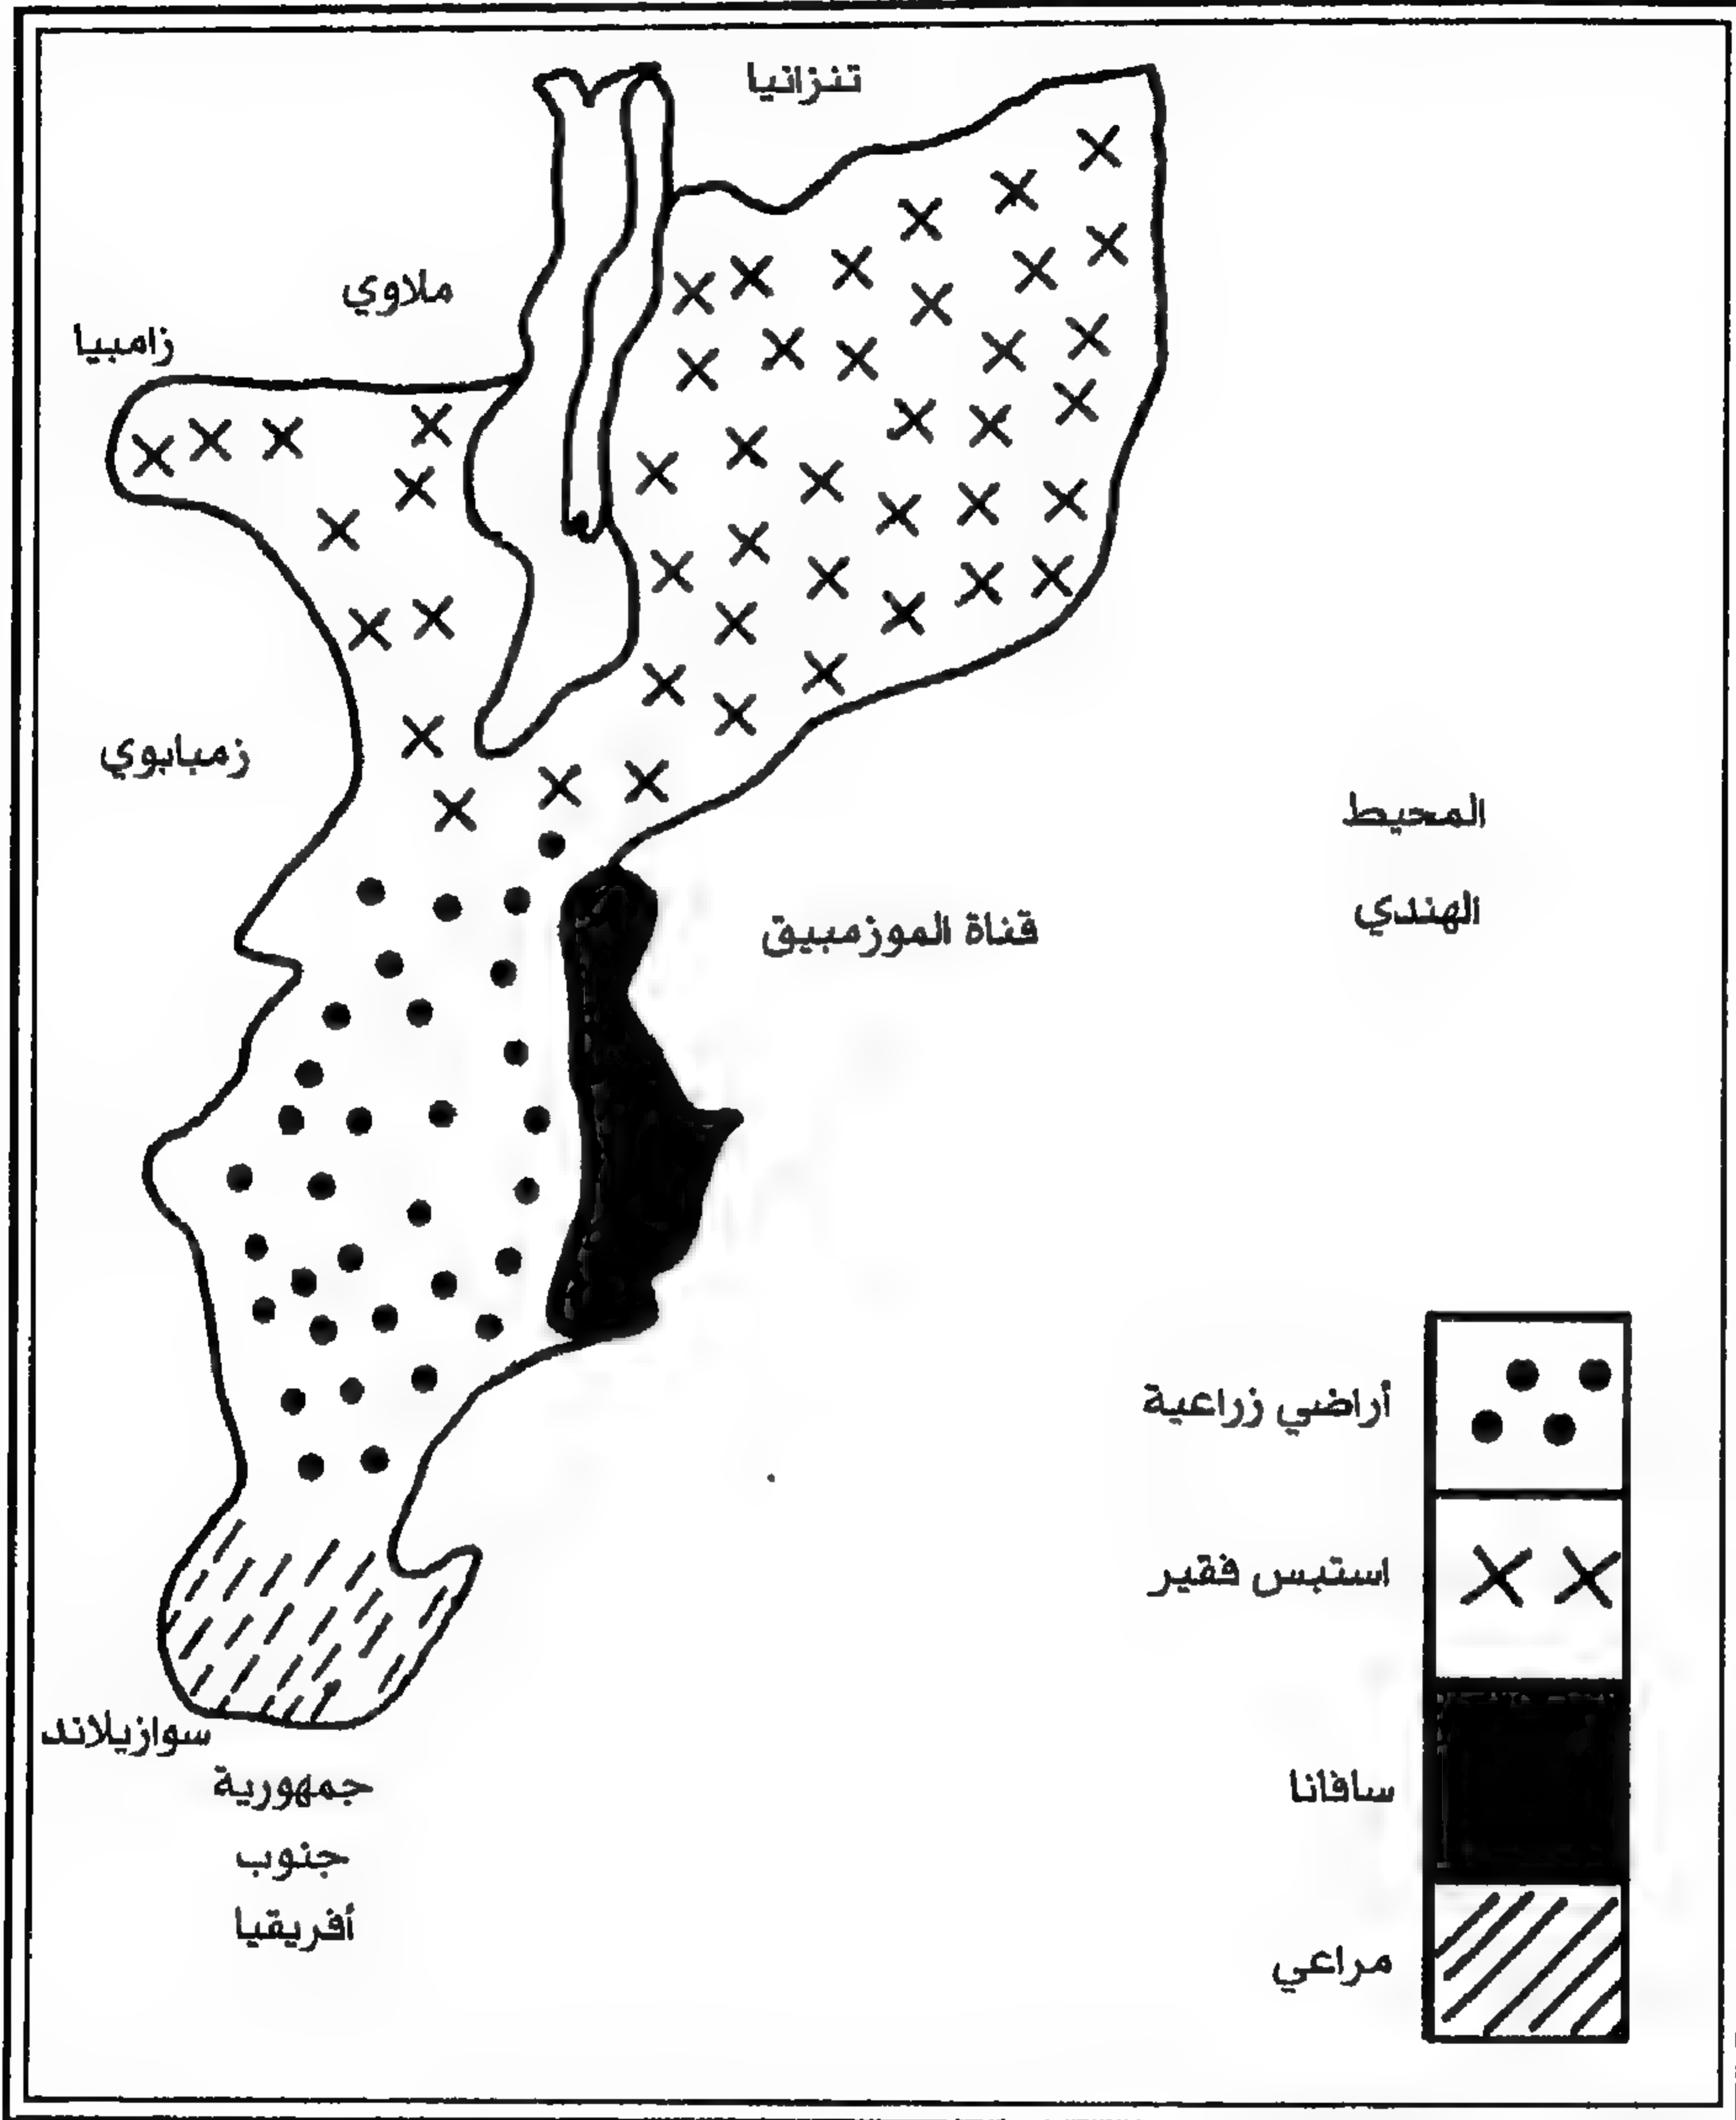 تنزانيا
ملاوي
زامبيا
زمبابوي
المحيط
الهندي
قناة الموزمبيق
أراضي زراعية
استبس فقير
سافانا
مراعي
سوازيلاند
جمهورية
جنوب
أفريقيا